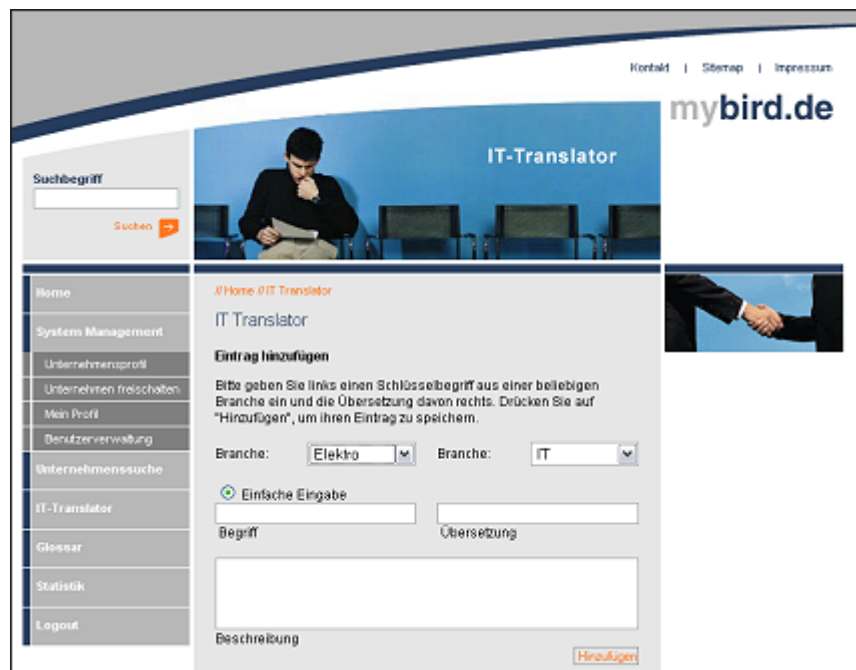 Kontakt | Sitemap | Impressum
mybird.de
IT-Translator
Suchbegriff
Suchen
Home
System Management
Unternehmensprofil
Unternehmen freischalten
Mein Profil
Benutzerverwaltung
Unternehmenssuche
IT-Translator
Glossar
Statistik
Logout
// Home // IT Translator
IT Translator
Eintrag hinzufügen
Bitte geben Sie links einen Schlüsselbegriff aus einer beliebigen
Branche ein und die Übersetzung davon rechts. Drücken Sie auf
"Hinzufügen", um ihren Eintrag zu speichern.
Branche: Elektro Branche: IT
Einfache Eingabe
Begriff Übersetzung
Beschreibung
Hinzufügen